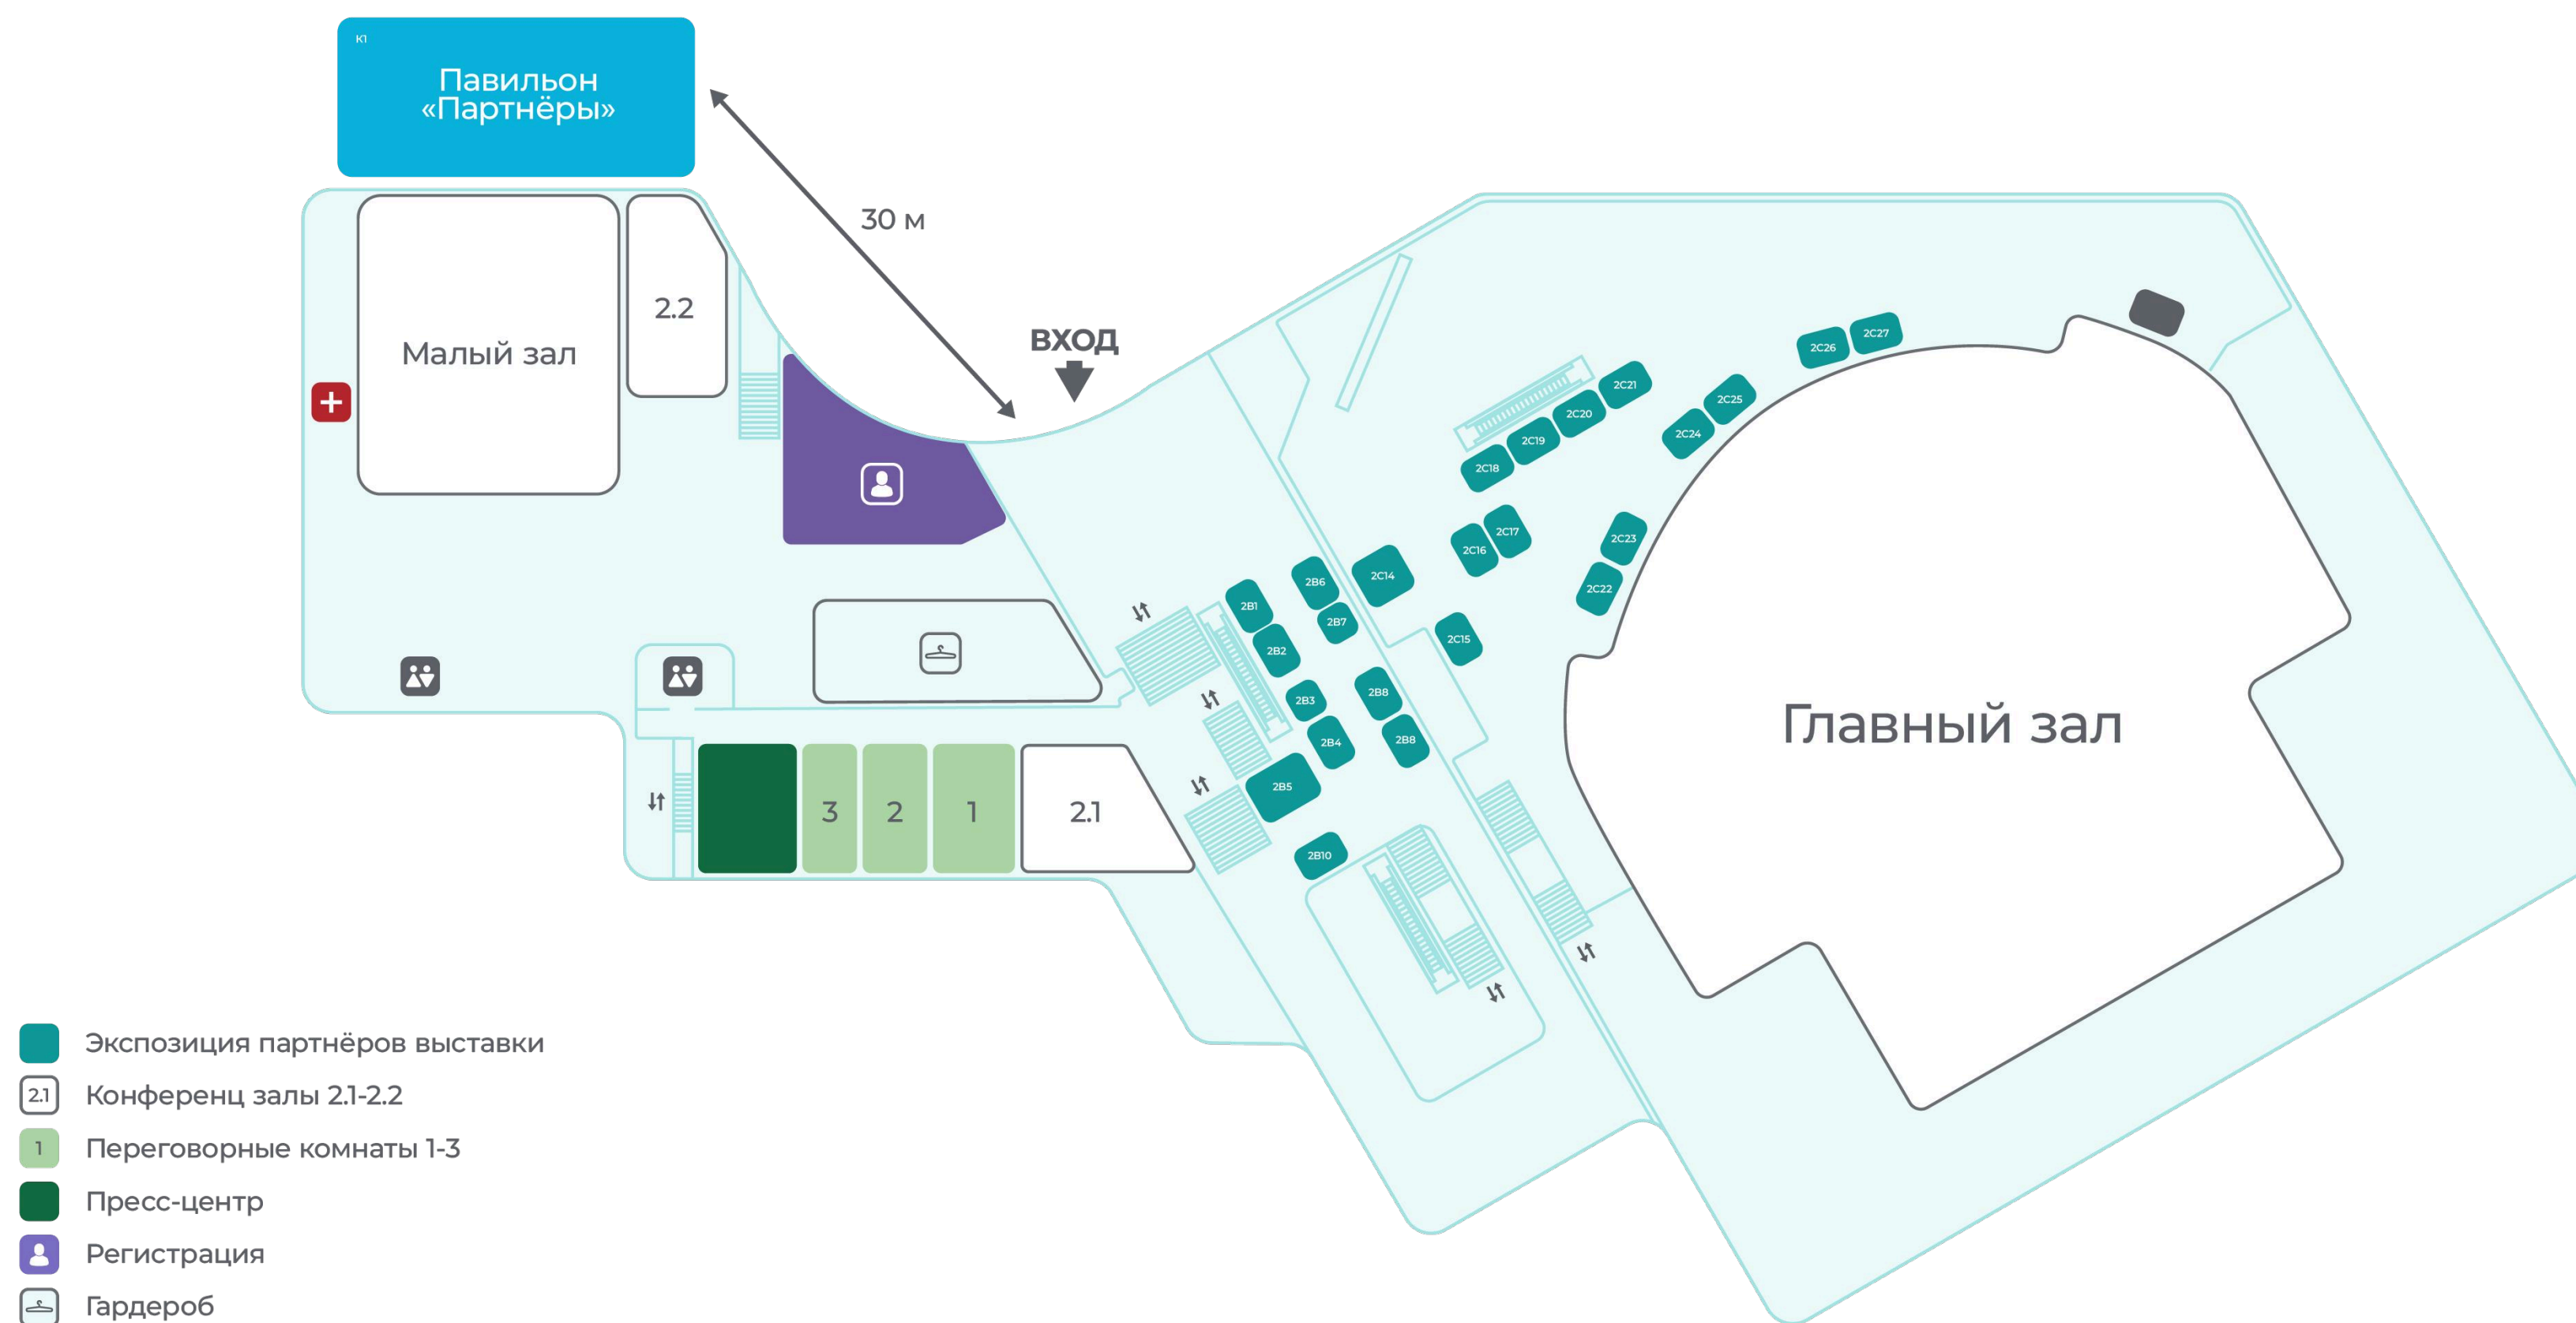 К1
Павильон
«Партнёры»
30 м
ВХОД
Малый зал
2.2
2С27
2С26
2С21
2С25
2С20
2С24
2С19
2С18
2С17
2С23
2С16
2С14
2В6
2С22
2В1
2В7
2С15
2В2
2В8
2В3
Главный зал
2В8
2В4
2В5
3
2
1
2.1
2В10
Экспозиция партнёров выставки
2.1
Конференц залы 2.1-2.2
1
Переговорные комнаты 1-3
Пресс-центр
Регистрация
Гардероб